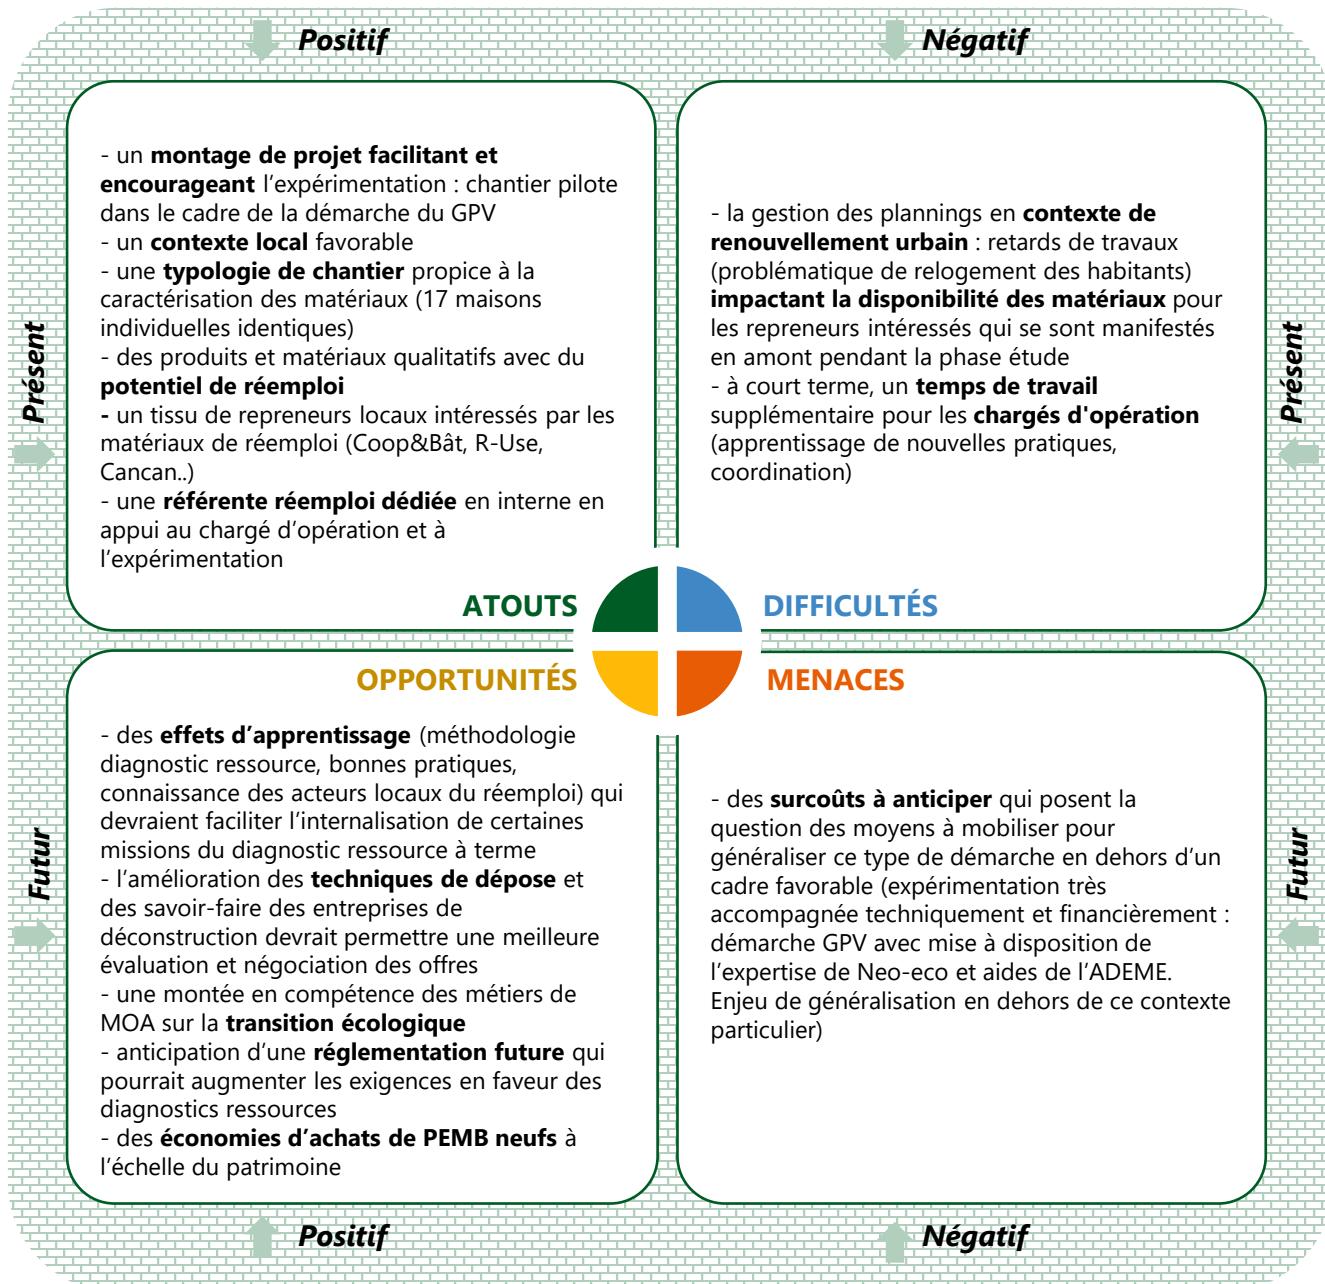 Positif
Négatif
Présent
- un montage de projet facilitant et
encourageant l’expérimentation : chantier pilote
dans le cadre de la démarche du GPV
- un contexte local favorable
- une typologie de chantier propice à la
caractérisation des matériaux (17 maisons
individuelles identiques)
- des produits et matériaux qualitatifs avec du
potentiel de réemploi
- un tissu de repreneurs locaux intéressés par les
matériaux de réemploi (Coop&Bât, R-Use,
Cancan..)
- une référente réemploi dédiée en interne en
appui au chargé d’opération et à
l’expérimentation
ATOUTS
- la gestion des plannings en contexte de
renouvellement urbain : retards de travaux
(problématique de relogement des habitants)
impactant la disponibilité des matériaux pour
les repreneurs intéressés qui se sont manifestés
en amont pendant la phase étude
- à court terme, un temps de travail
supplémentaire pour les chargés d'opération
(apprentissage de nouvelles pratiques,
coordination)
DIFFICULTÉS
Présent
Futur
OPPORTUNITÉS
- des effets d’apprentissage (méthodologie
diagnostic ressource, bonnes pratiques,
connaissance des acteurs locaux du réemploi) qui
devraient faciliter l’internalisation de certaines
missions du diagnostic ressource à terme
- l’amélioration des techniques de dépose et
des savoir-faire des entreprises de
déconstruction devrait permettre une meilleure
évaluation et négociation des offres
- une montée en compétence des métiers de
MOA sur la transition écologique
- anticipation d’une réglementation future qui
pourrait augmenter les exigences en faveur des
diagnostics ressources
- des économies d’achats de PEMB neufs à
l’échelle du patrimoine
MENACES
- des surcoûts à anticiper qui posent la
question des moyens à mobiliser pour
généraliser ce type de démarche en dehors d’un
cadre favorable (expérimentation très
accompagnée techniquement et financièrement :
démarche GPV avec mise à disposition de
l’expertise de Neo-eco et aides de l’ADEME.
Enjeu de généralisation en dehors de ce contexte
particulier)
Futur
Positif
Négatif